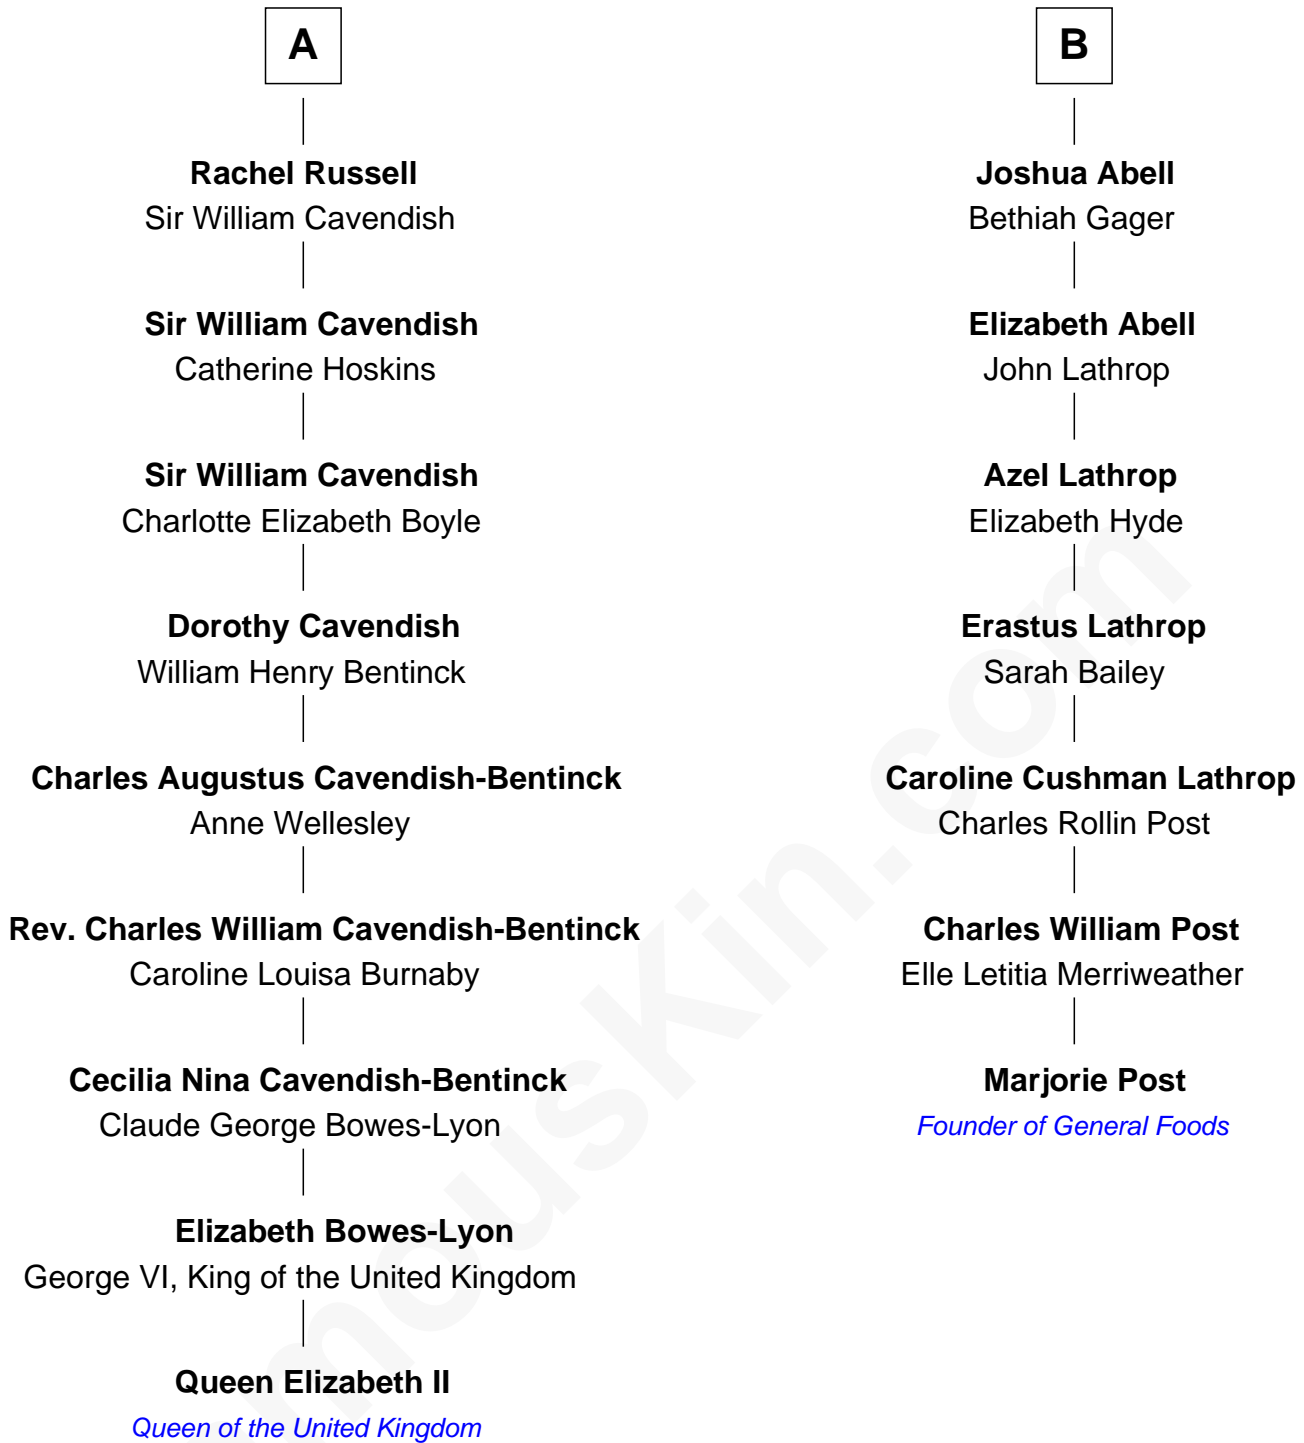 A
Rachel Russell
Sir William Cavendish
Sir William Cavendish
Catherine Hoskins
Sir William Cavendish
Charlotte Elizabeth Boyle
Dorothy Cavendish
William Henry Bentinck
Charles Augustus Cavendish-Bentinck
Anne Wellesley
Rev. Charles William Cavendish-Bentinck
Caroline Louisa Burnaby
Cecilia Nina Cavendish-Bentinck
Claude George Bowes-Lyon
Elizabeth Bowes-Lyon
George VI, King of the United Kingdom
Queen Elizabeth II
Queen of the United Kingdom
B
Joshua Abell
Bethiah Gager
Elizabeth Abell
John Lathrop
Azel Lathrop
Elizabeth Hyde
Erastus Lathrop
Sarah Bailey
Caroline Cushman Lathrop
Charles Rollin Post
Charles William Post
Elle Letitia Merriweather
Marjorie Post
Founder of General Foods
mousKin.com